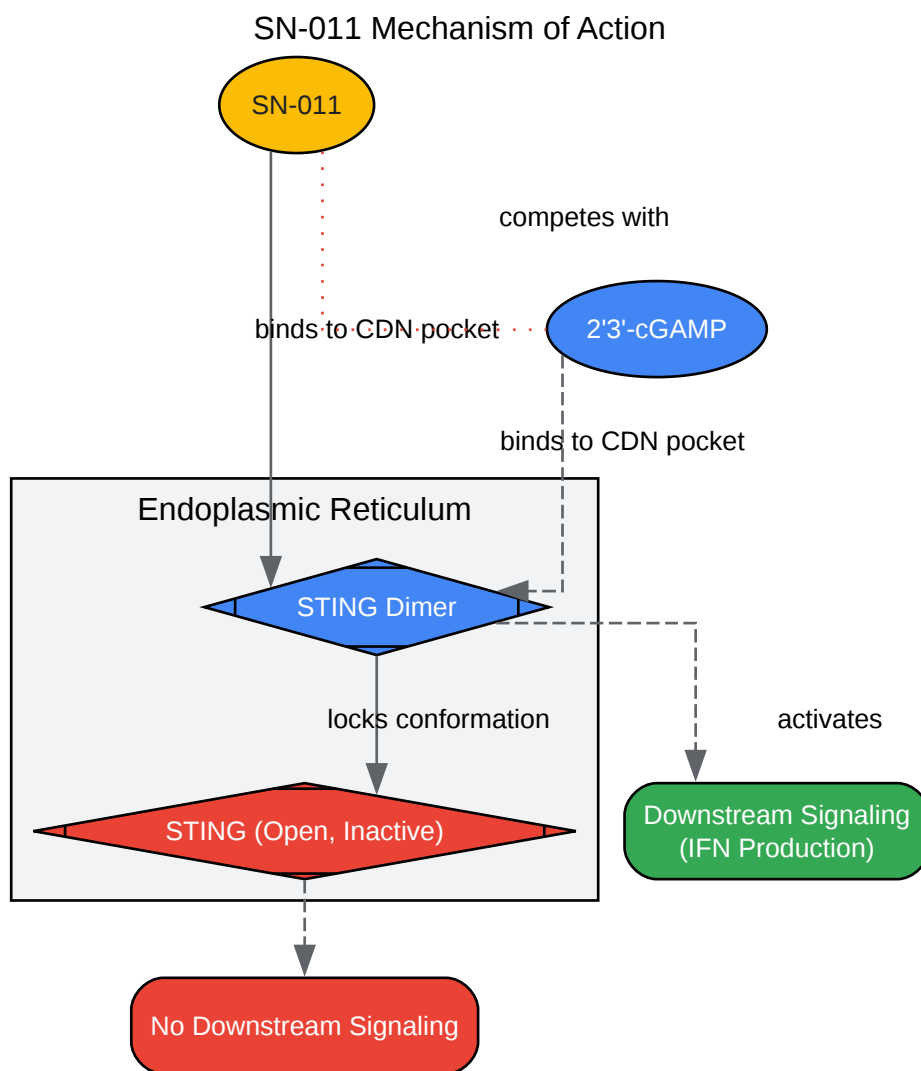 SN-011 Mechanism of Action
SN-011
competes with
binds to CDN pocket
2'3'-cGAMP
binds to CDN pocket
Endoplasmic Reticulum
STING Dimer
locks conformation
activates
STING (Open, Inactive)
Downstream Signaling
(IFN Production)
No Downstream Signaling